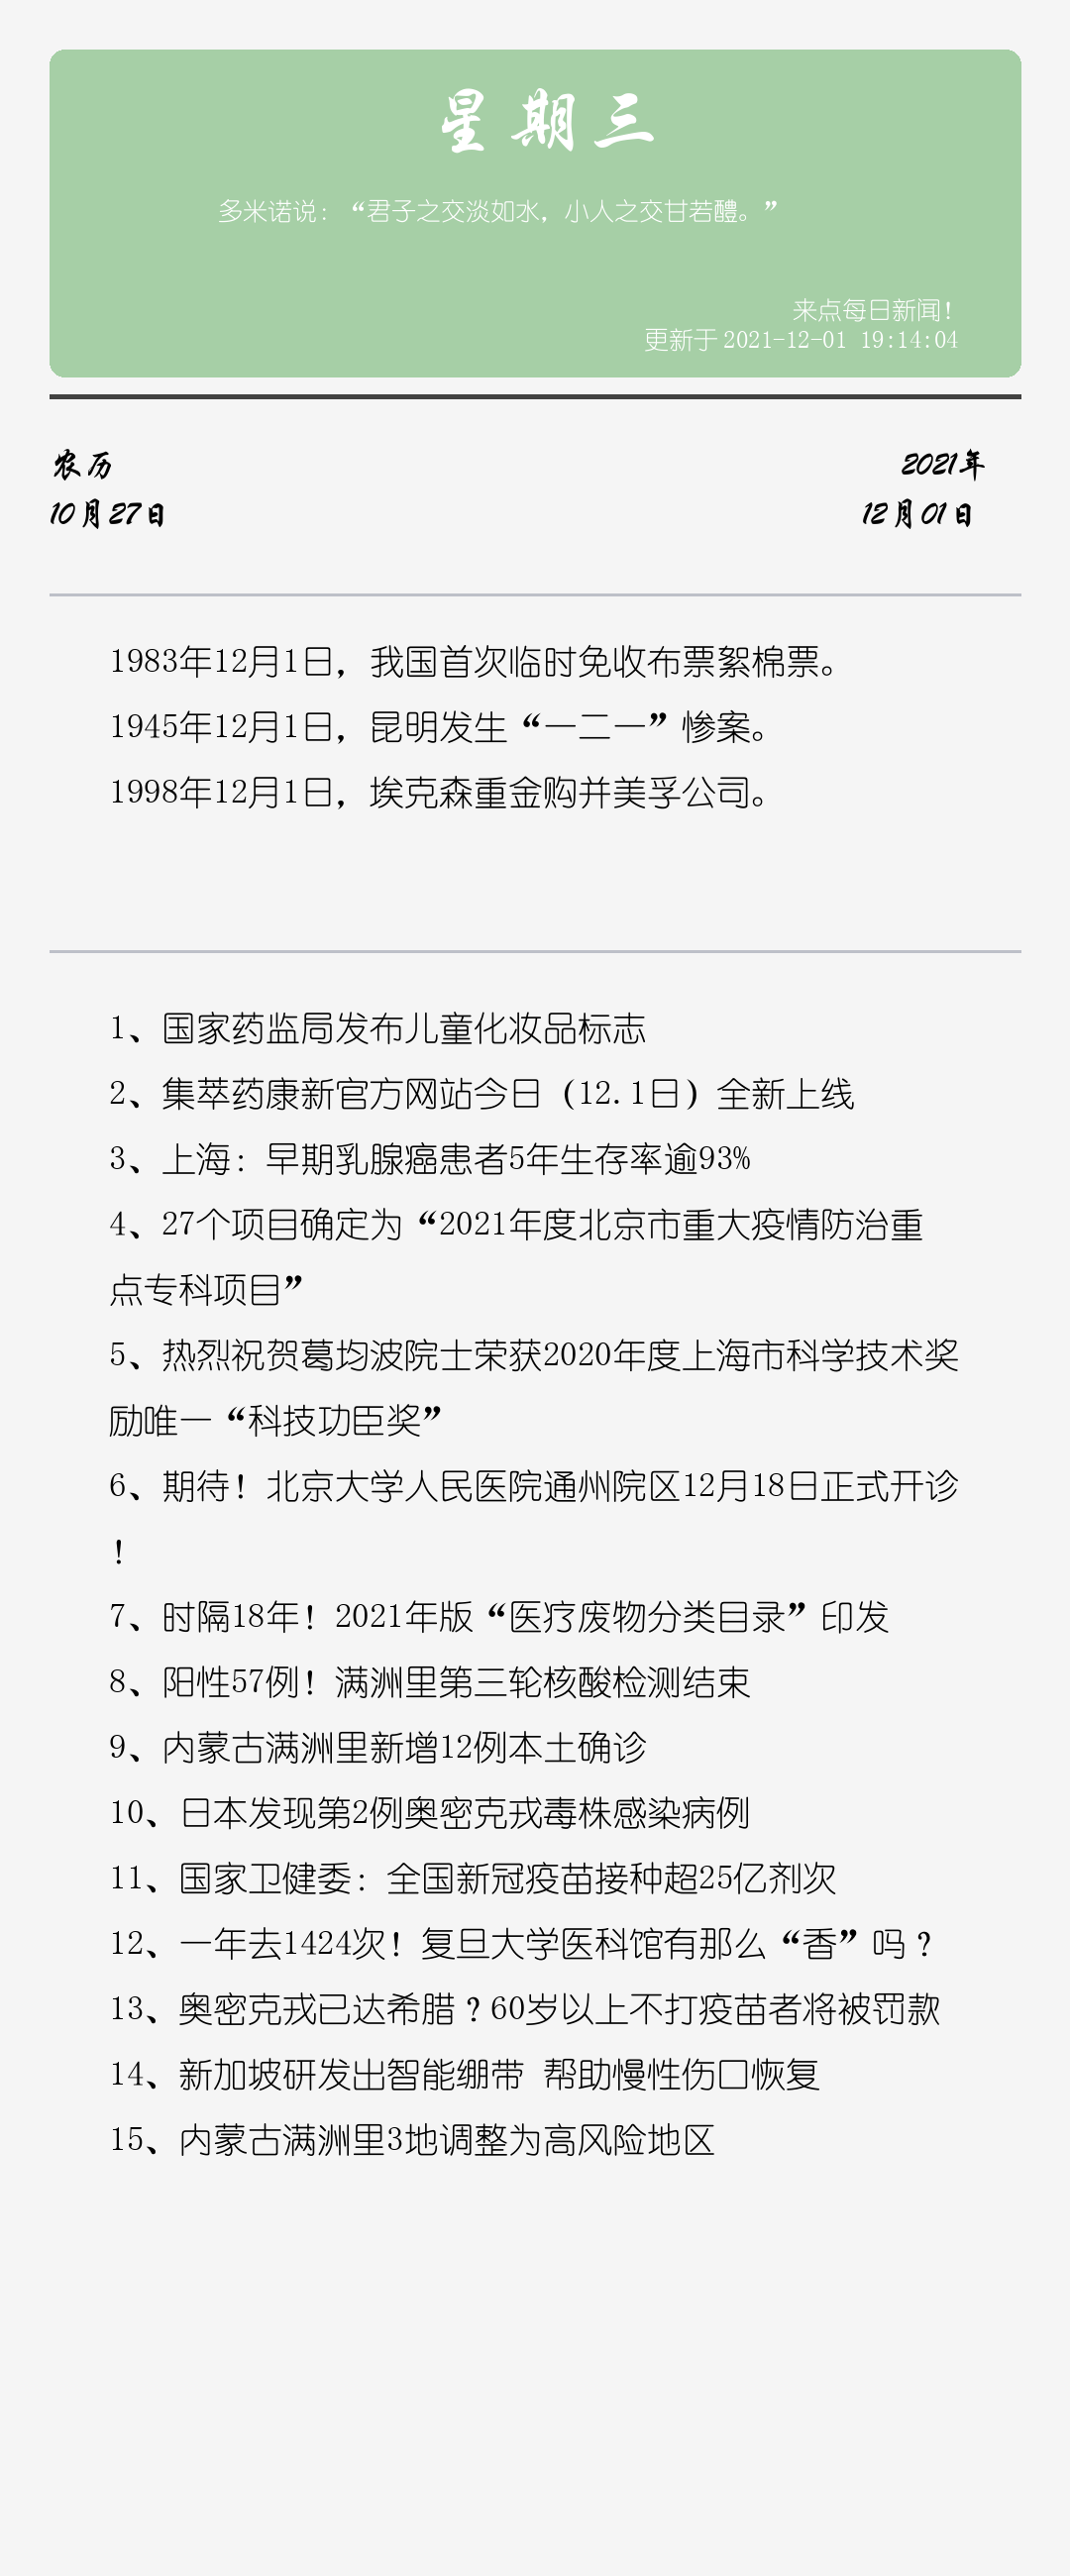 星期三
多米诺说：“君子之交淡如水，小人之交甘若醴。”
来点每日新闻！
更新于 2021-12-01 19:14:04
农历
2021年
10月27日
12月01日
1983年12月1日，我国首次临时免收布票絮棉票。
1945年12月1日，昆明发生“一二一”惨案。
1998年12月1日，埃克森重金购并美孚公司。
1、国家药监局发布儿童化妆品标志
2、集萃药康新官方网站今日（12.1日）全新上线
3、上海：早期乳腺癌患者5年生存率逾93%
4、27个项目确定为“2021年度北京市重大疫情防治重
点专科项目”
5、热烈祝贺葛均波院士荣获2020年度上海市科学技术奖
励唯一“科技功臣奖”
6、期待！北京大学人民医院通州院区12月18日正式开诊
！
7、时隔18年！2021年版“医疗废物分类目录”印发
8、阳性57例！满洲里第三轮核酸检测结束
9、内蒙古满洲里新增12例本土确诊
10、日本发现第2例奥密克戎毒株感染病例
11、国家卫健委：全国新冠疫苗接种超25亿剂次
12、一年去1424次！复旦大学医科馆有那么“香”吗？
13、奥密克戎已达希腊？60岁以上不打疫苗者将被罚款
14、新加坡研发出智能绷带 帮助慢性伤口恢复
15、内蒙古满洲里3地调整为高风险地区